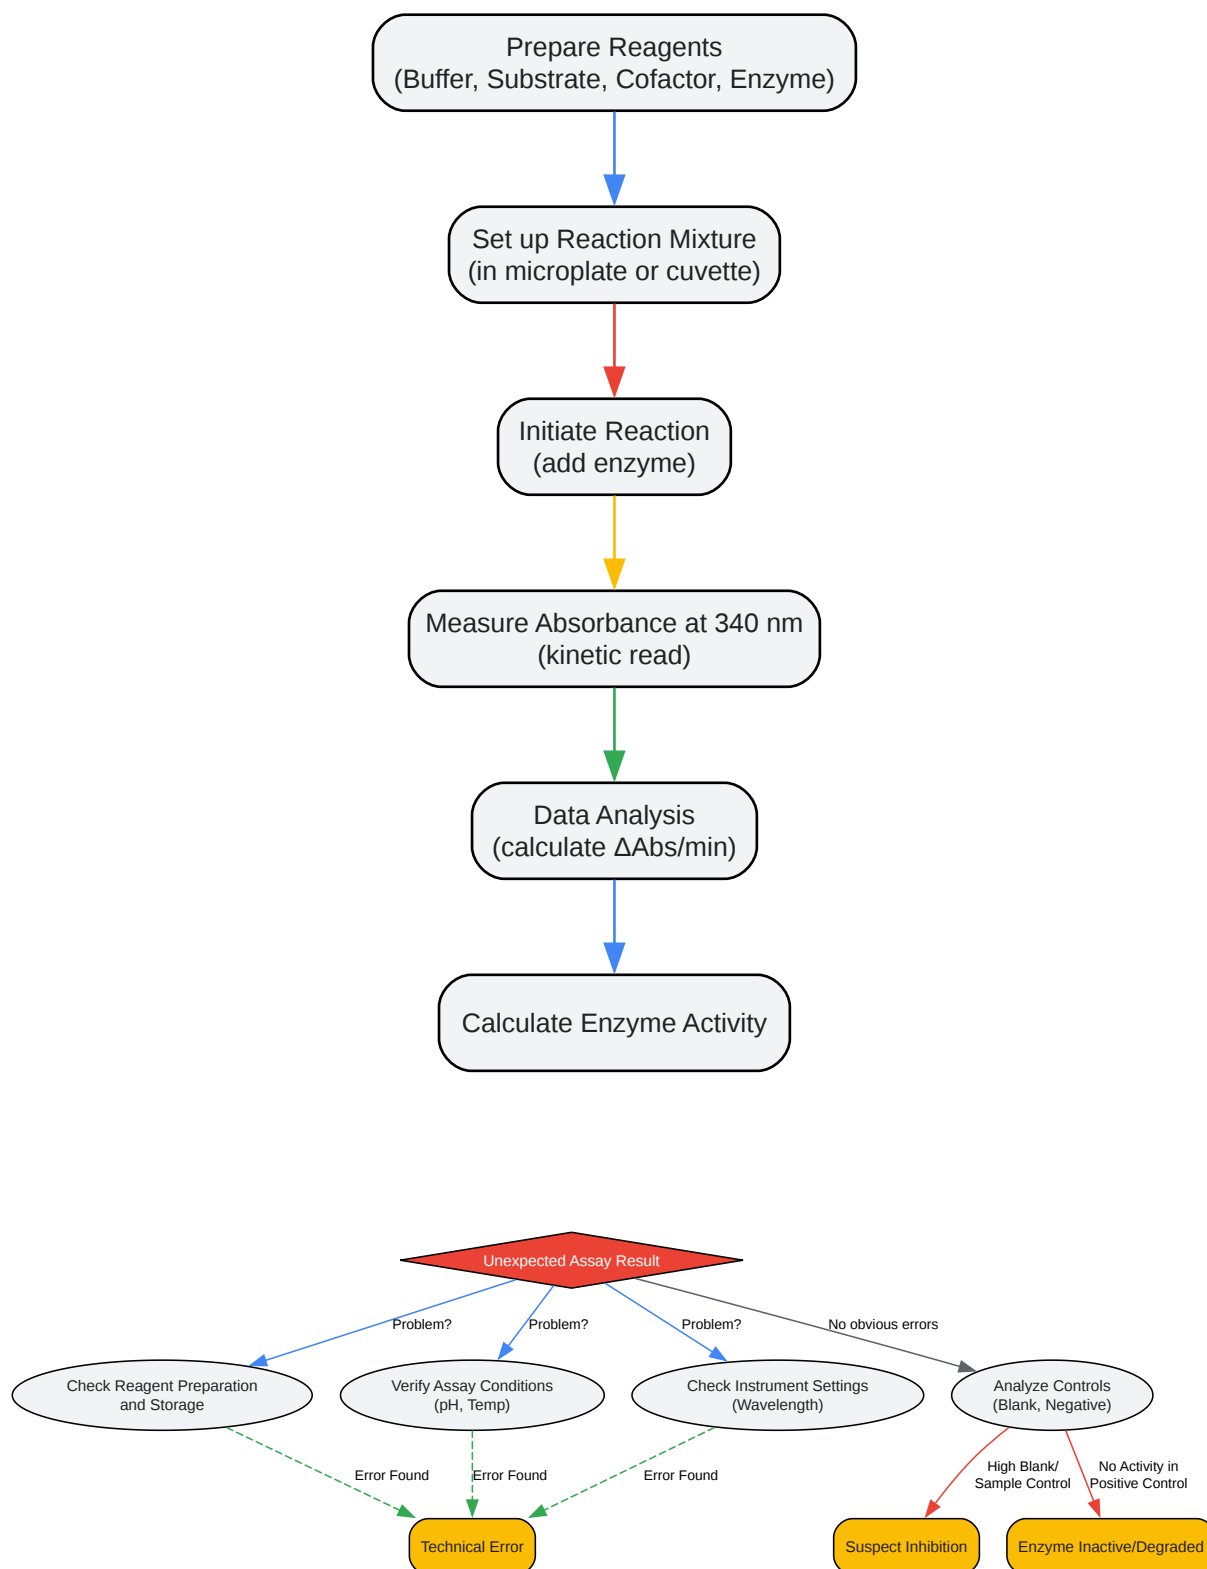 Prepare Reagents
(Buffer, Substrate, Cofactor, Enzyme)
Set up Reaction Mixture
(in microplate or cuvette)
Initiate Reaction
(add enzyme)
Measure Absorbance at 340 nm
(kinetic read)
Data Analysis
(calculate ΔAbs/min)
Calculate Enzyme Activity
Unexpected Assay Result
Problem?
Problem?
Problem?
No obvious errors
Check Reagent Preparation
and Storage
Verify Assay Conditions
(pH, Temp)
Check Instrument Settings
(Wavelength)
Analyze Controls
(Blank, Negative)
Error Found
Error Found
Error Found
High Blank/
Sample Control
No Activity in
Positive Control
Technical Error
Suspect Inhibition
Enzyme Inactive/Degraded